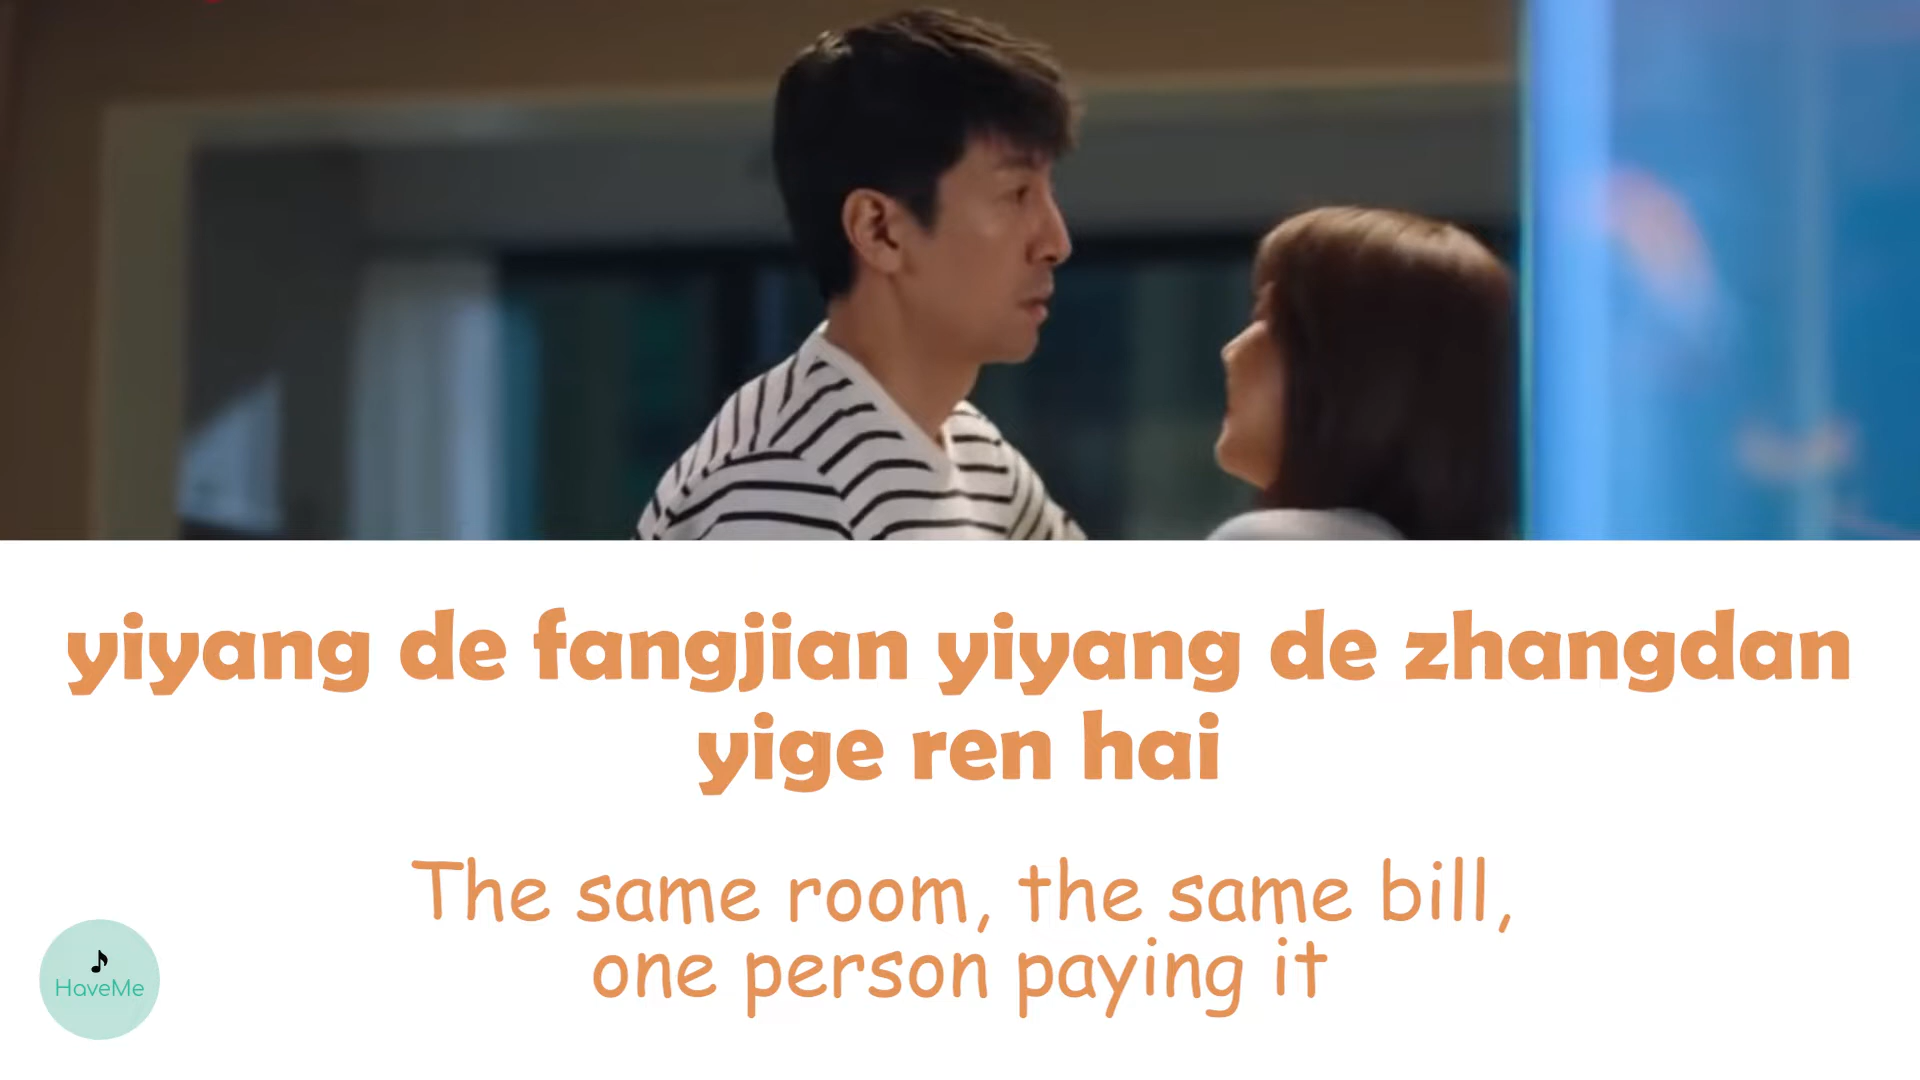 yiyang de fangjian yiyang de zhangdan
yige ren hai
The same room, the same bill,
one person paying it
HaveMe